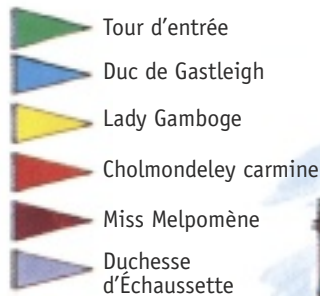 Tour d'entrée
Duc de Gastleigh
Lady Gamboge
Cholmondeley carmine
Miss Melpomène
Duchesse
d'Échaussette